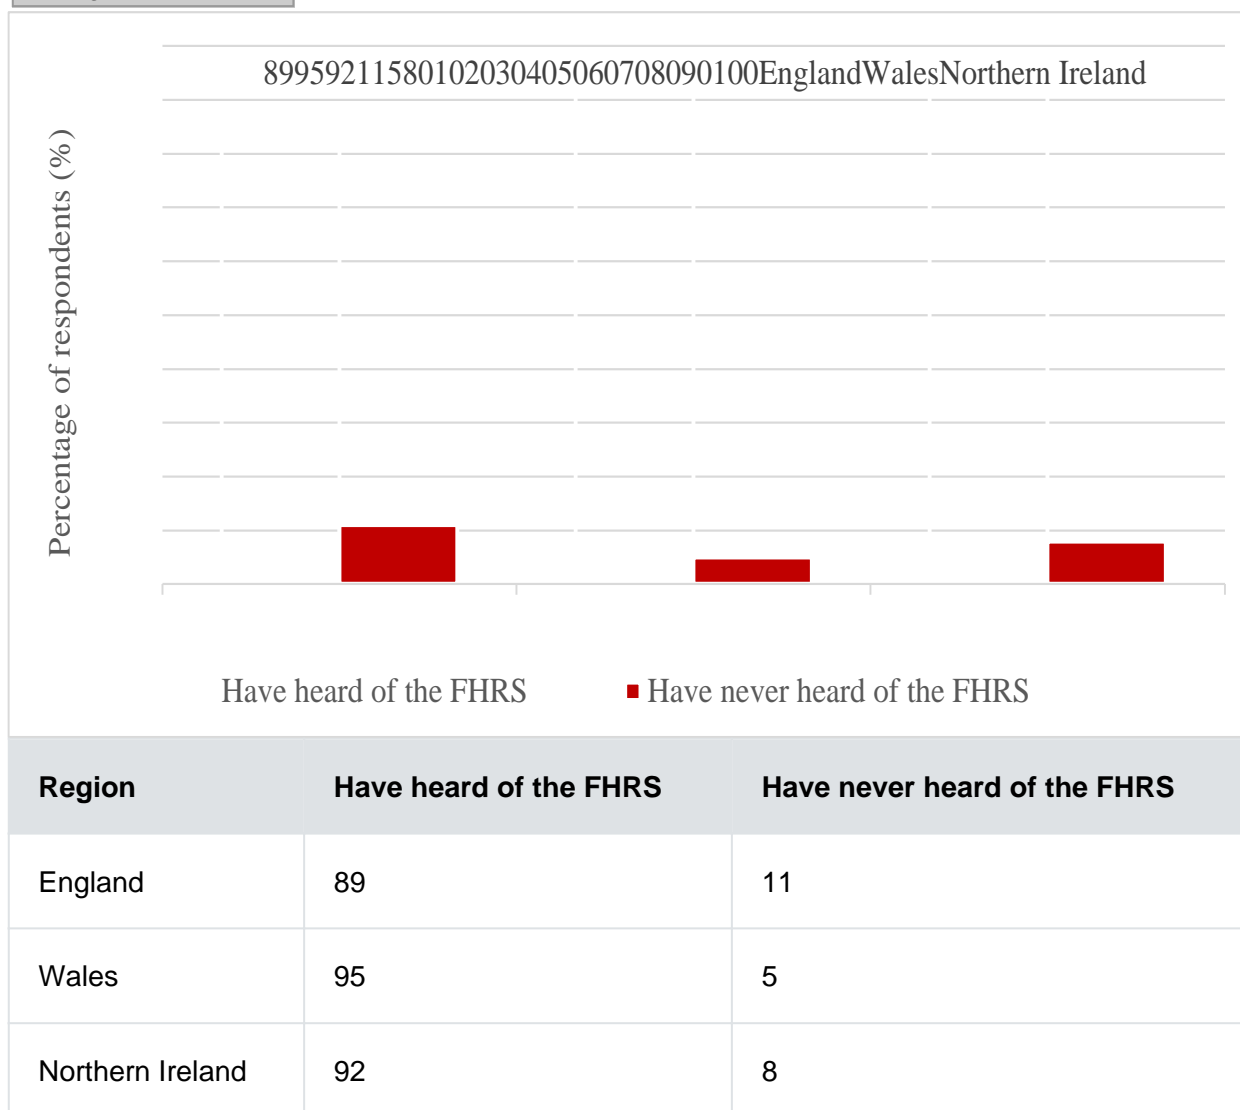 89959211580102030405060708090100EnglandWalesNorthern Ireland
Percentage of respondents (%)
Have heard of the FHRS
Have never heard of the FHRS
Region Have heard of the FHRS Have never heard of the FHRS
England 89 11
Wales 95 5
Northern Ireland 92 8